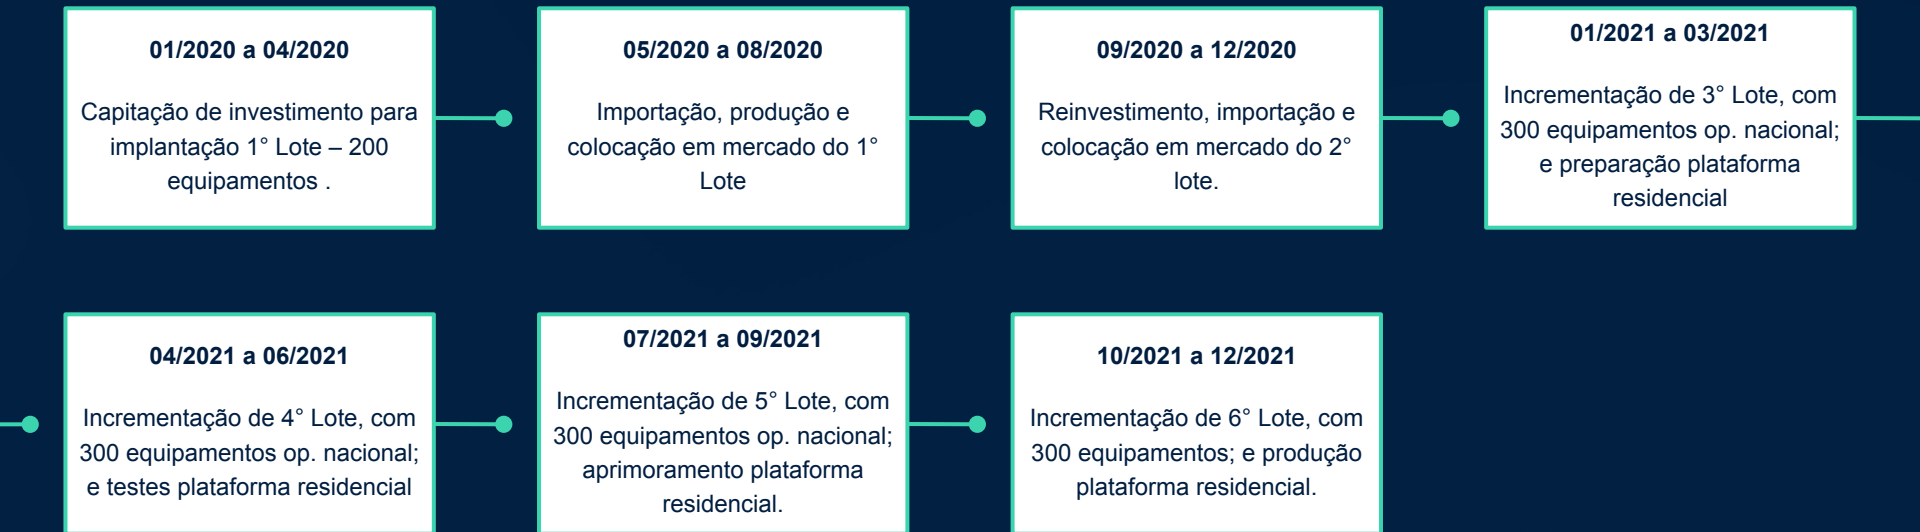 01/2020 a 04/2020
Capitação de investimento para
implantação 1° Lote – 200
equipamentos .
05/2020 a 08/2020
Importação, produção e
colocação em mercado do 1°
Lote
09/2020 a 12/2020
Reinvestimento, importação e
colocação em mercado do 2°
lote.
01/2021 a 03/2021
Incrementação de 3° Lote, com
300 equipamentos op. nacional;
e preparação plataforma
residencial
04/2021 a 06/2021
Incrementação de 4° Lote, com
300 equipamentos op. nacional;
e testes plataforma residencial
07/2021 a 09/2021
Incrementação de 5° Lote, com
300 equipamentos op. nacional;
aprimoramento plataforma
residencial.
10/2021 a 12/2021
Incrementação de 6° Lote, com
300 equipamentos; e produção
plataforma residencial.